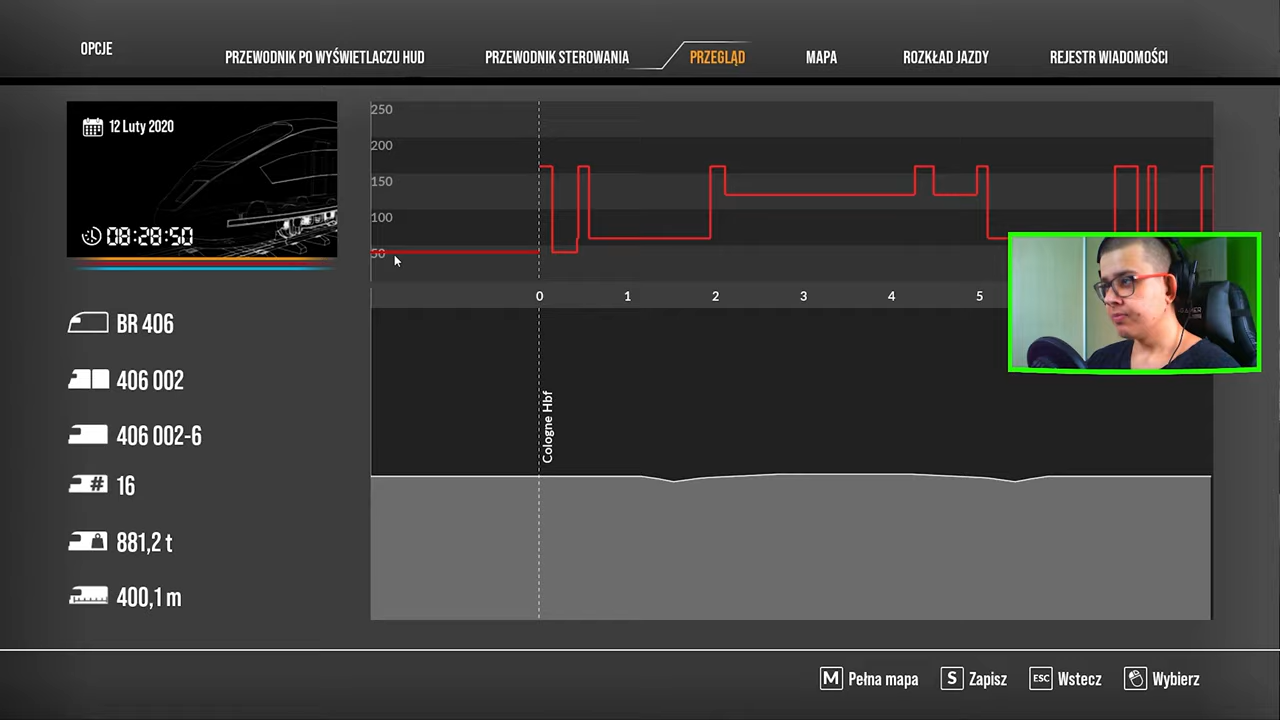 OPCJE
PRZEWODNIK PO WYŚWIETLACZU HUD
PRZEWODNIK STEROWANIA
PRZEGLĄD
MAPA
ROZKŁAD JAZDY
REJESTR WIADOMOŚCI
12 Luty 2020
08:28:50
BR 406
406 002
406 002-6
# 16
881,2 t
400,1 m
250
200
150
100
50
0 1 2 3 4 5
Cologne Hbf
M Pełna mapa
S Zapisz
ESC Wstecz
Wybierz